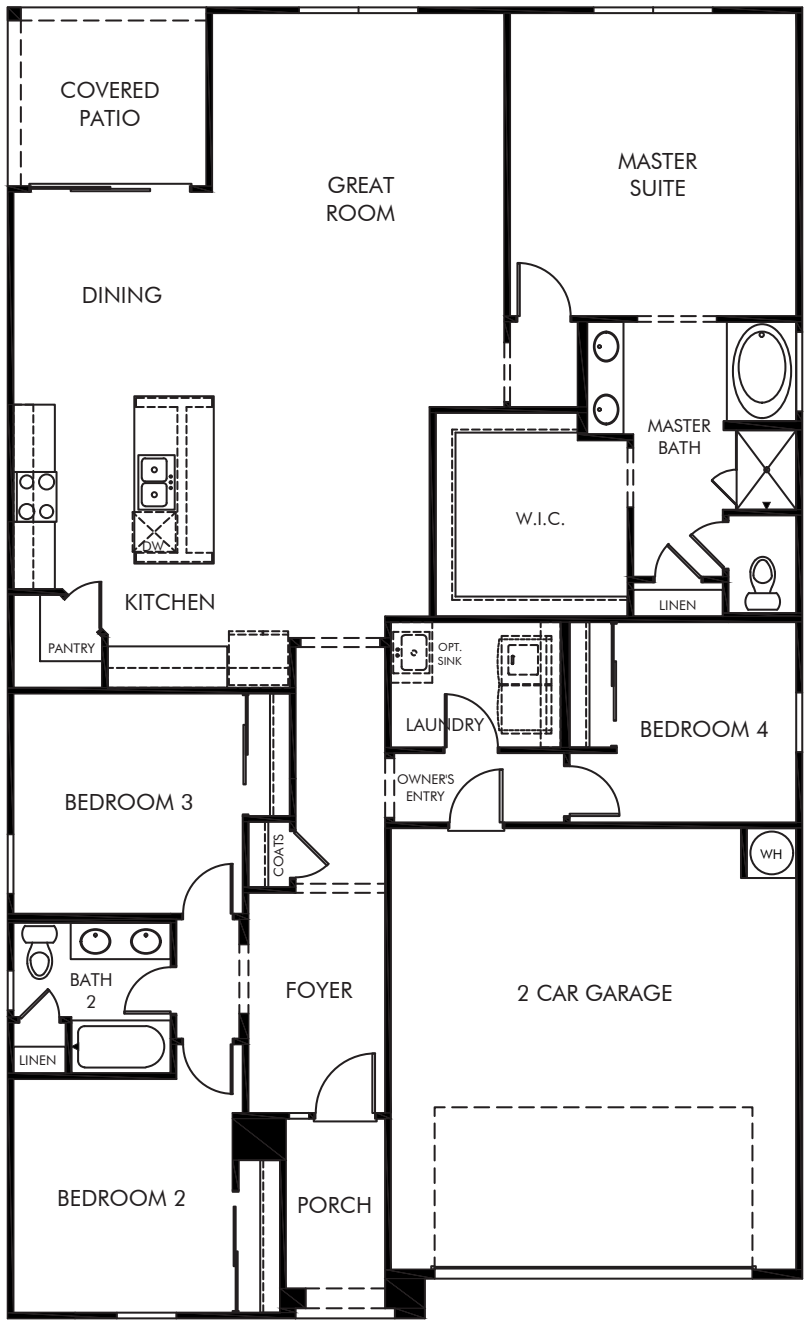 COVERED
PATIO
GREAT
ROOM
MASTER
SUITE
DINING
MASTER
BATH
W.I.C.
DW
KITCHEN
LINEN
PANTRY
OPT.
SINK
LAUNDRY
BEDROOM 4
OWNER'S
ENTRY
BEDROOM 3
COATS
WH
BATH
2
FOYER
2 CAR GARAGE
LINEN
BEDROOM 2
PORCH